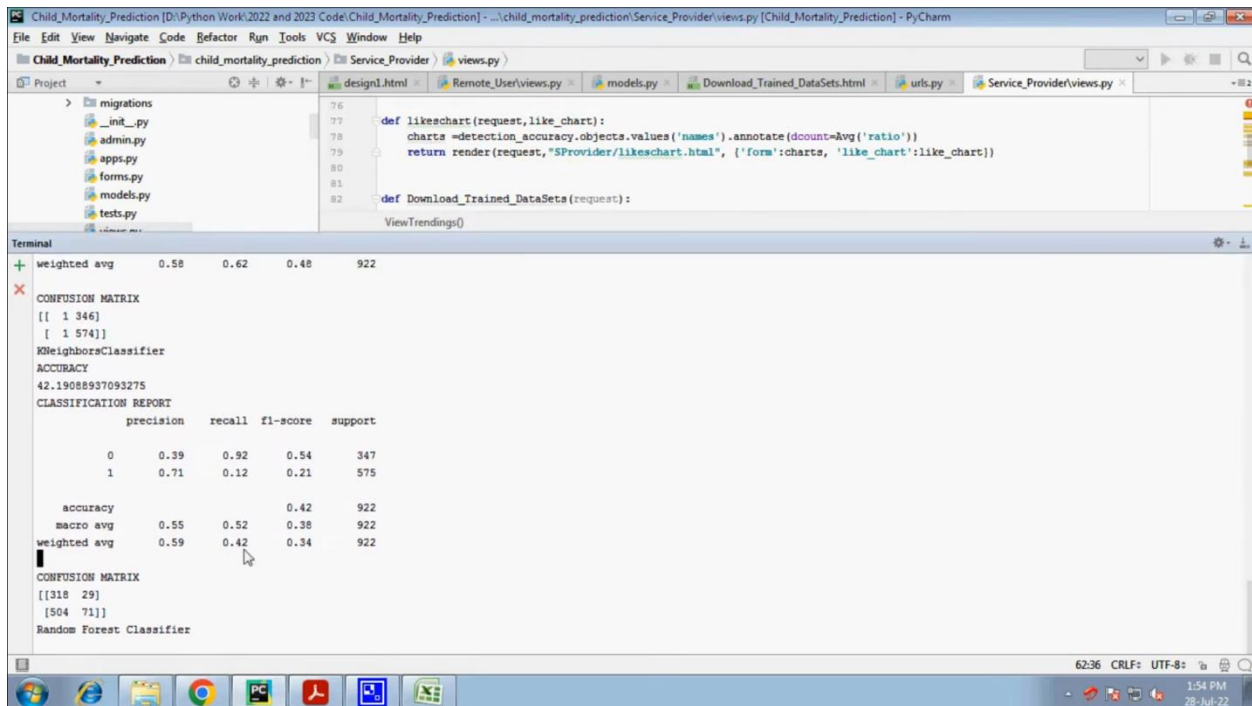 Child_Mortality_Prediction [D:\Python Work\2022 and 2023 Code\Child_Mortality_Prediction] - ...\child_mortality_prediction\Service_Provider\views.py [Child_Mortality_Prediction] - PyCharm
File Edit View Navigate Code Refactor Run Tools VCS Window Help
Child_Mortality_Prediction child_mortality_prediction Service_Provider views.py
Project design1.html Remote_User\views.py models.py Download_Trained_DataSets.html urls.py Service_Provider\views.py
migrations
__init__.py
admin.py
apps.py
forms.py
models.py
tests.py
views.py
76
77 def likeschart(request,like_chart):
78 charts =detection_accuracy.objects.values('names').annotate(dcount=Avg('ratio'))
79 return render(request,"SProvider/likeschart.html", {'form':charts, 'like_chart':like_chart})
80
81
82 def Download_Trained_DataSets(request):
ViewTrendings()
Terminal
weighted avg 0.58 0.62 0.48 922
CONFUSION MATRIX
[[ 1 346]
[ 1 574]]
KNeighborsClassifier
ACCURACY
42.19088937093275
CLASSIFICATION REPORT
precision recall f1-score support
0 0.39 0.92 0.54 347
1 0.71 0.12 0.21 575
accuracy 0.42 922
macro avg 0.55 0.52 0.38 922
weighted avg 0.59 0.42 0.34 922
CONFUSION MATRIX
[[318 29]
[504 71]]
Random Forest Classifier
62:36 CRLF: UTF-8:
1:54 PM
28-Jul-22